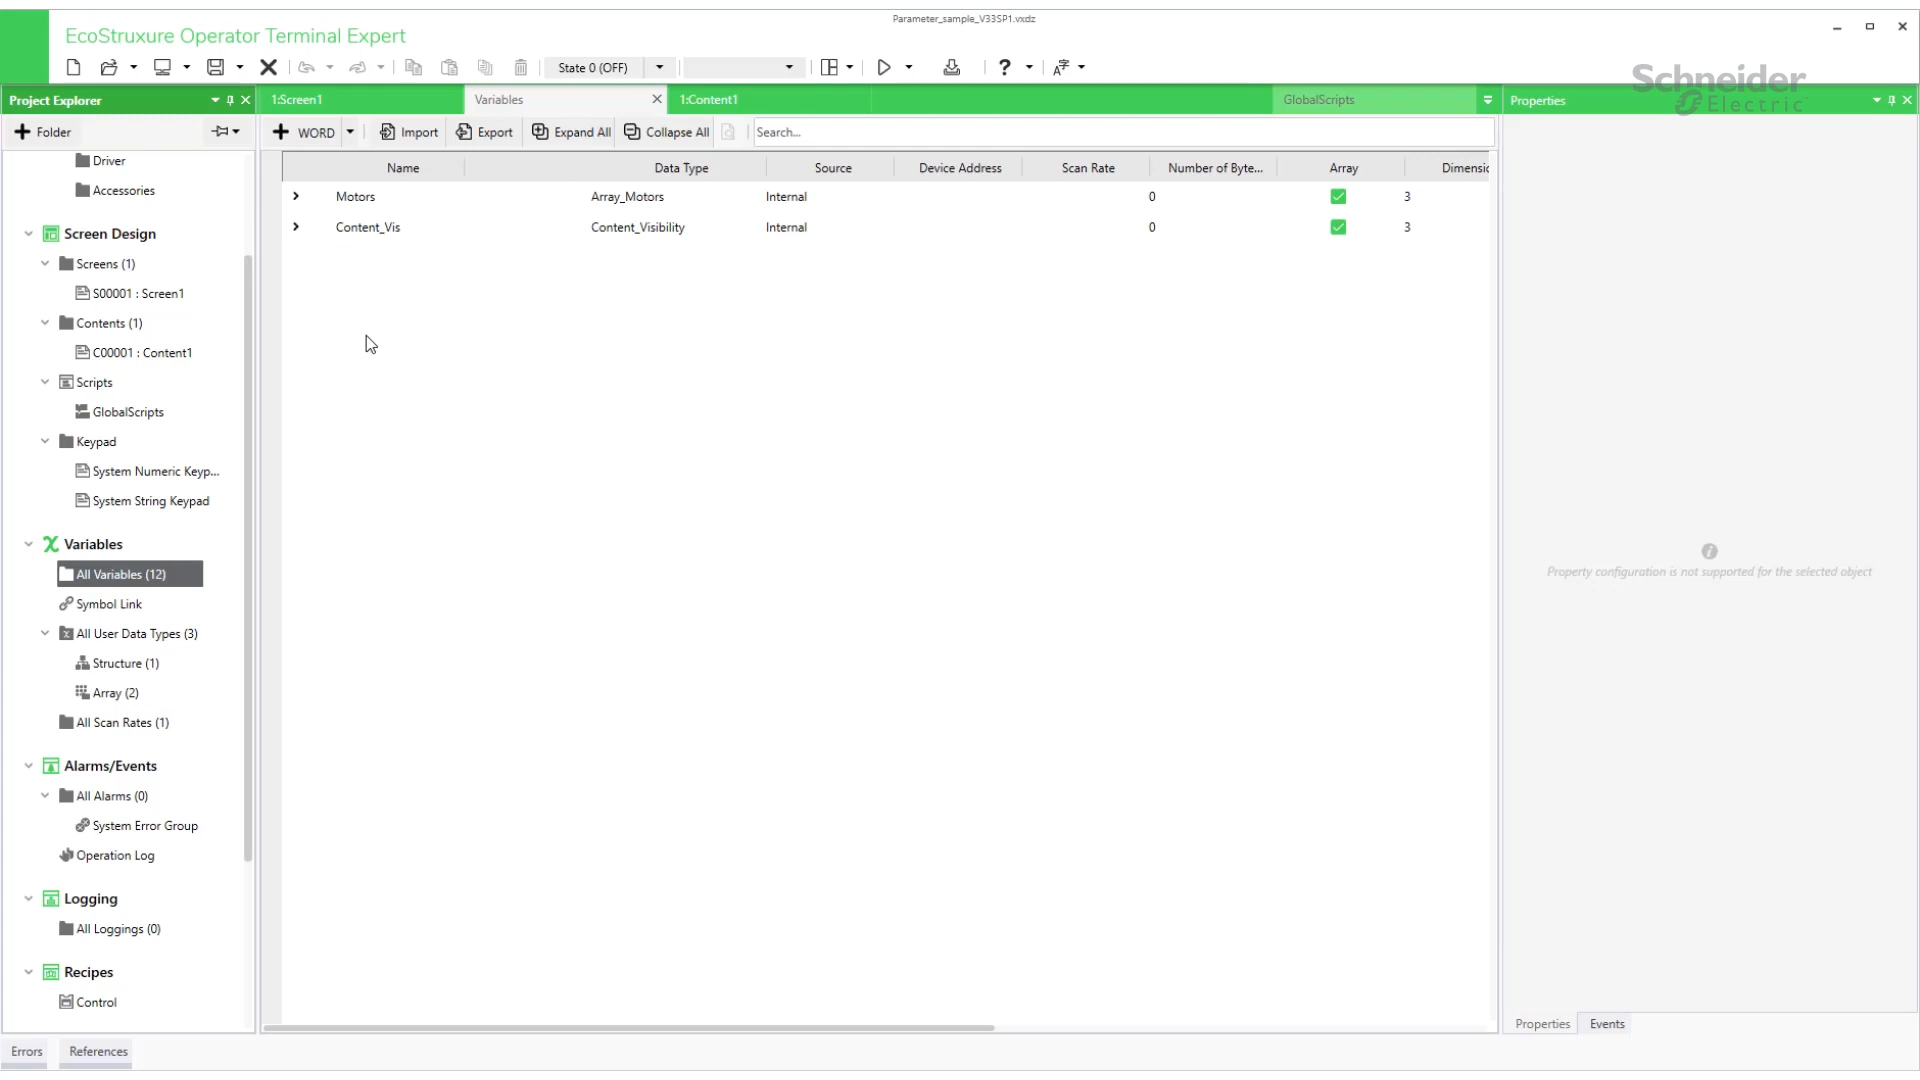 Parameter_sample_V33SP1.vxdz
EcoStruxure Operator Terminal Expert
State 0 (OFF)
Schneider Electric
Project Explorer
1:Screen1
Variables
1:Content1
GlobalScripts
Properties
Folder
WORD
Import
Export
Expand All
Collapse All
Search...
Name
Data Type
Source
Device Address
Scan Rate
Number of Byte...
Array
Dimensio
Motors
Array_Motors
Internal
0
3
Content_Vis
Content_Visibility
Internal
0
3
Driver
Accessories
Screen Design
Screens (1)
S00001 : Screen1
Contents (1)
C00001 : Content1
Scripts
GlobalScripts
Keypad
System Numeric Keyp...
System String Keypad
Variables
All Variables (12)
Symbol Link
All User Data Types (3)
Structure (1)
Array (2)
All Scan Rates (1)
Alarms/Events
All Alarms (0)
System Error Group
Operation Log
Logging
All Loggings (0)
Recipes
Control
Property configuration is not supported for the selected object
Properties
Events
Errors
References